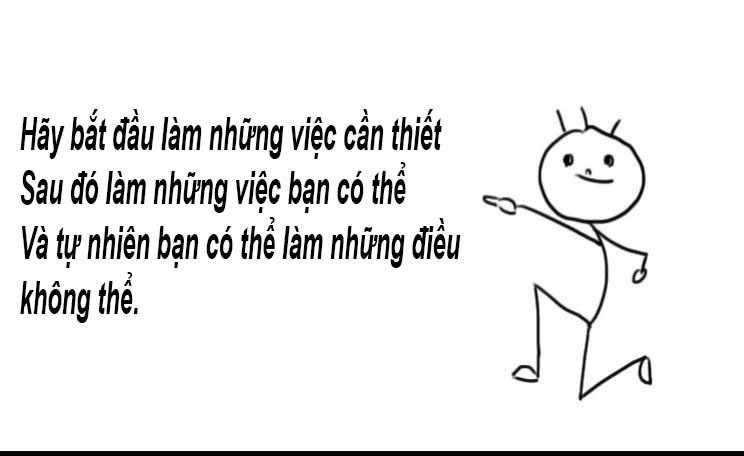 Hãy bắt đầu làm những việc cần thiết
Sau đó làm những việc bạn có thể
Và tự nhiên bạn có thể làm những điều
không thể.